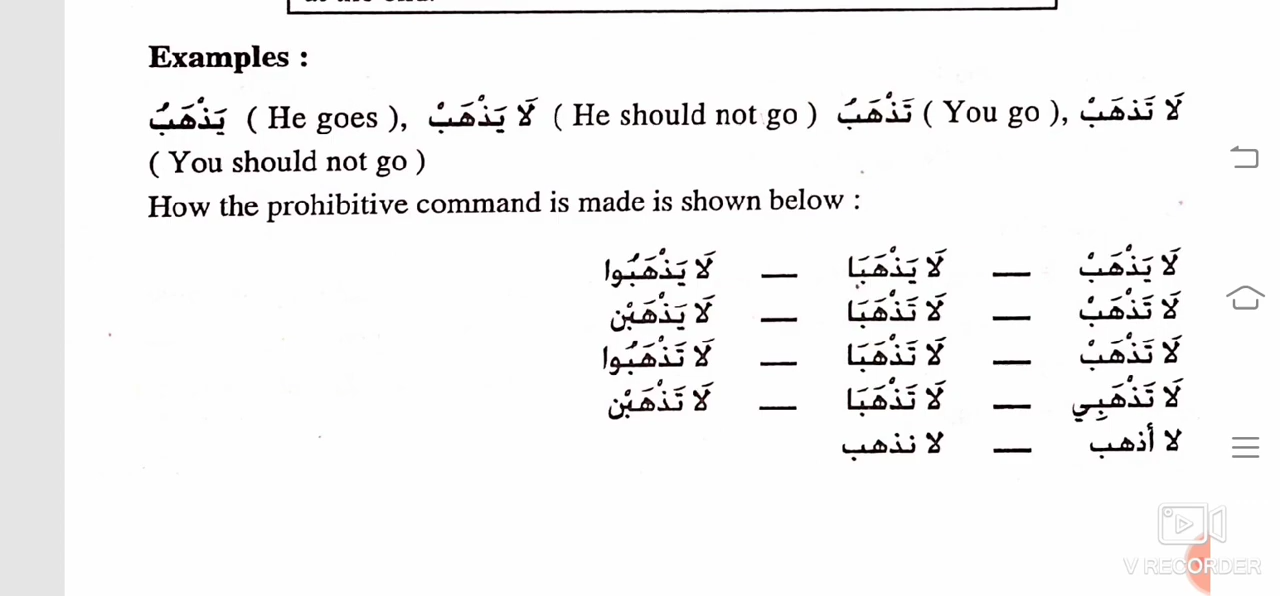 Examples :
يَذْهَبُ ( He goes ), لَا يَذْهَبْ ( He should not go ) تَذْهَبُ ( You go ), لَا تَذهَبْ
( You should not go )
How the prohibitive command is made is shown below :
لَا يَذْهَبْ — لَا يَذْهَبَا — لَا يَذْهَبُوا
لَا تَذْهَبْ — لَا تَذْهَبَا — لَا يَذْهَبْن
لَا تَذْهَبْ — لَا تَذْهَبَا — لَا تَذْهَبُوا
لَا تَذْهَبِي — لَا تَذْهَبَا — لَا تَذْهَبْن
لا أذهب — لا نذهب
V RECORDER